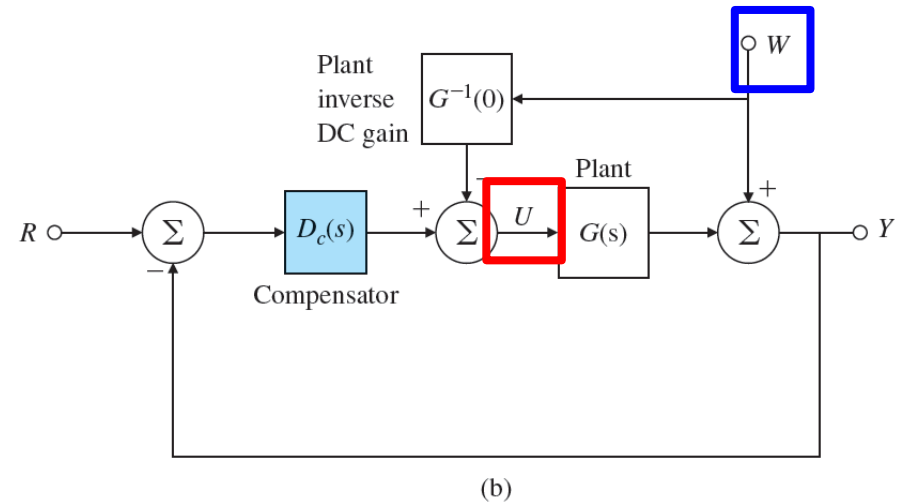 W
Plant
inverse
DC gain
G⁻¹(0)
−
Plant
+
R
Σ
D_c(s)
+
Σ
U
G(s)
Σ
Y
−
Compensator
(b)